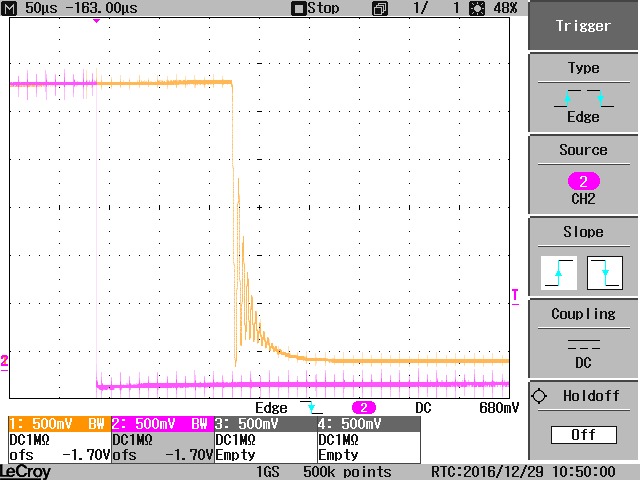 M 50µs -163.00µs Stop 1/ 1 48%
Trigger
Type
Edge
Source
2
CH2
Slope
T
Coupling
DC
2
Holdoff
Off
Edge 2 DC 680mV
1: 500mV BW 2: 500mV BW 3: 500mV 4: 500mV
DC1MΩ DC1MΩ DC1MΩ DC1MΩ
ofs -1.70V ofs -1.70V Empty Empty
LeCroy 1GS 500k points RTC:2016/12/29 10:50:00